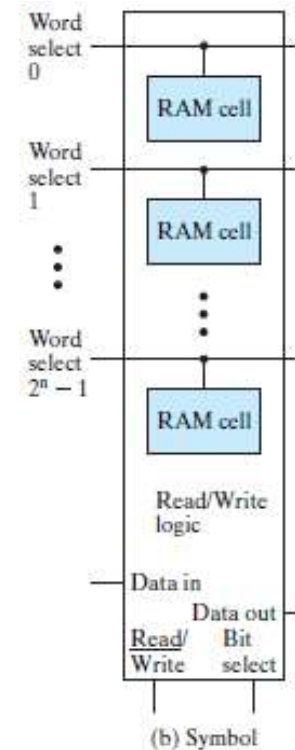 Word
select
0
RAM cell
Word
select
1
RAM cell
Word
select
2ⁿ − 1
RAM cell
Read/Write
logic
Data in
Data out
Read/
Write
Bit
select
(b) Symbol